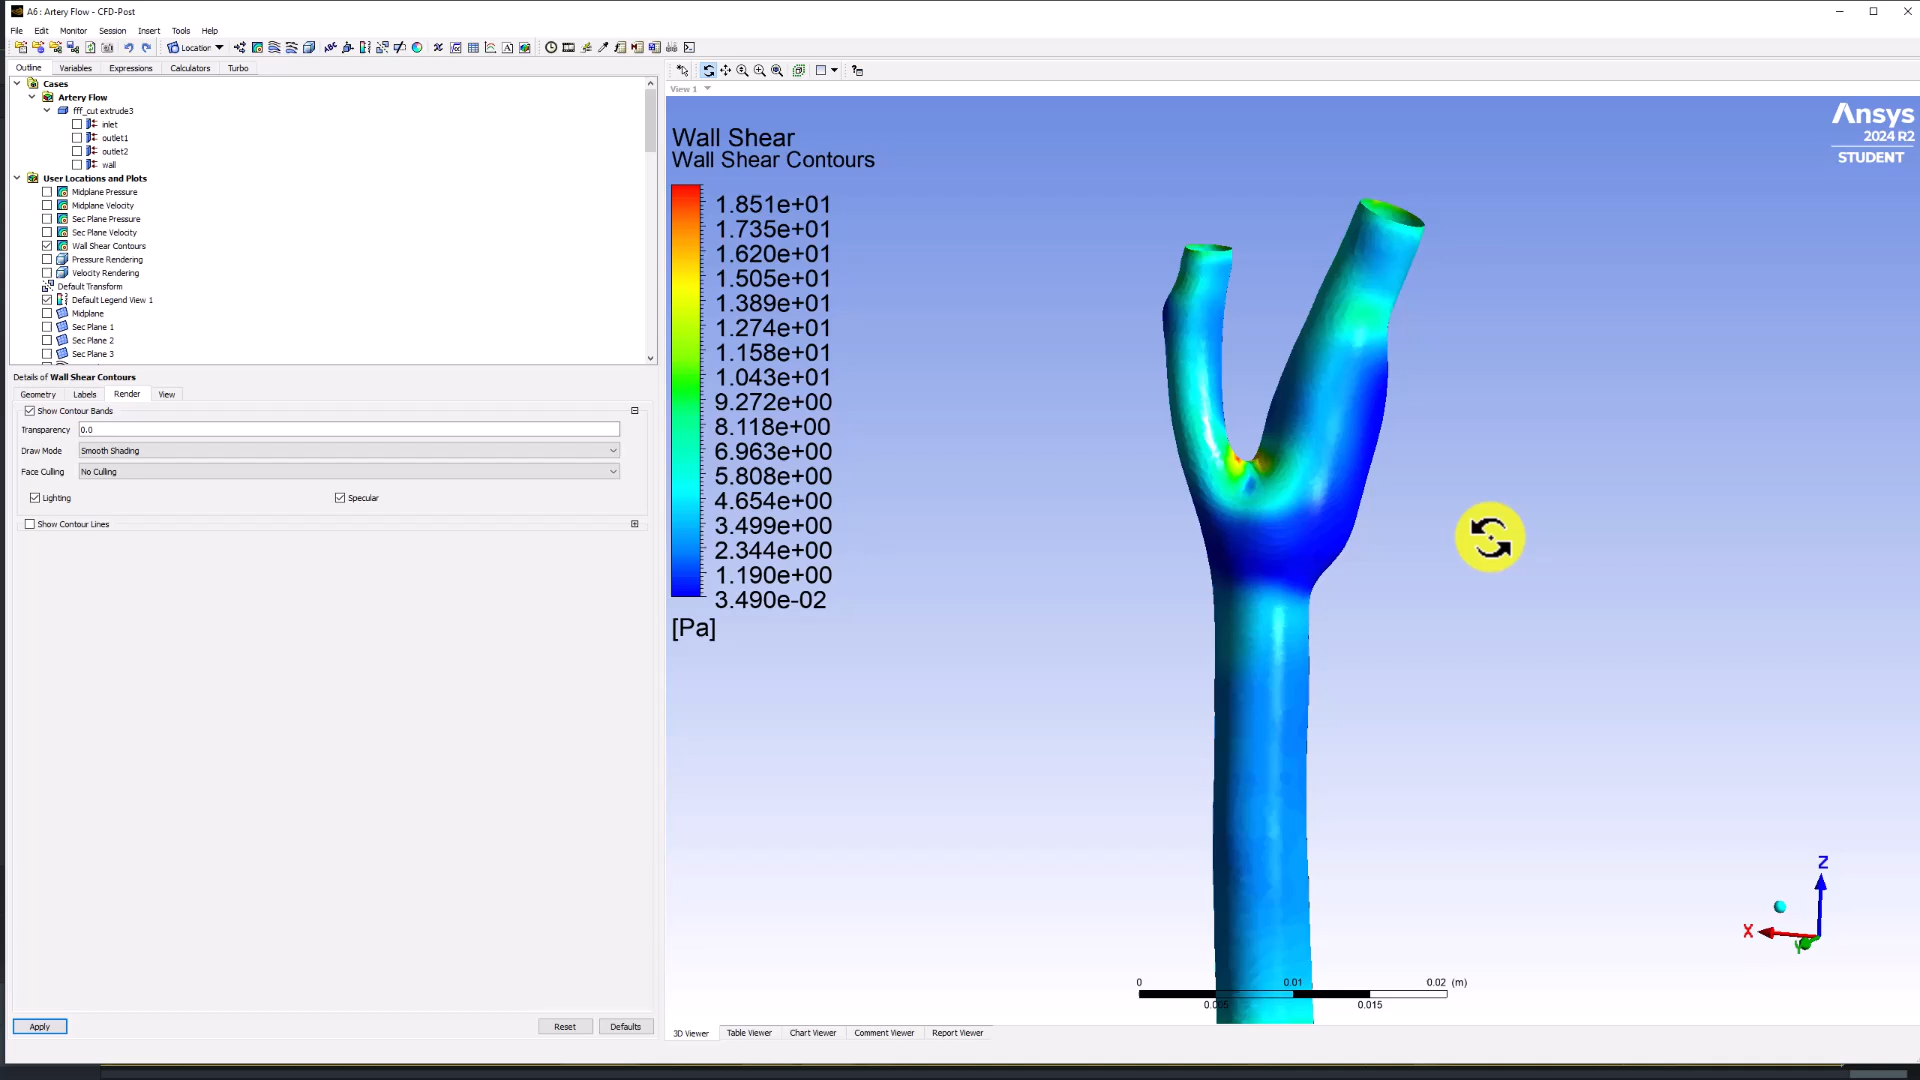 A6 : Artery Flow - CFD-Post
File Edit Monitor Session Insert Tools Help
Location
Outline Variables Expressions Calculators Turbo
Cases
Artery Flow
fff_cut extrude3
inlet
outlet1
outlet2
wall
User Locations and Plots
Midplane Pressure
Midplane Velocity
Sec Plane Pressure
Sec Plane Velocity
Wall Shear Contours
Pressure Rendering
Velocity Rendering
Default Transform
Default Legend View 1
Midplane
Sec Plane 1
Sec Plane 2
Sec Plane 3
Details of Wall Shear Contours
Geometry Labels Render View
Show Contour Bands
Transparency 0.0
Draw Mode Smooth Shading
Face Culling No Culling
Lighting Specular
Show Contour Lines
Apply Reset Defaults
View 1
Wall Shear
Wall Shear Contours
1.851e+01
1.735e+01
1.620e+01
1.505e+01
1.389e+01
1.274e+01
1.158e+01
1.043e+01
9.272e+00
8.118e+00
6.963e+00
5.808e+00
4.654e+00
3.499e+00
2.344e+00
1.190e+00
3.490e-02
[Pa]
Ansys
2024 R2
STUDENT
Z
X
Y
0 0.01 0.02 (m)
0.005 0.015
3D Viewer Table Viewer Chart Viewer Comment Viewer Report Viewer